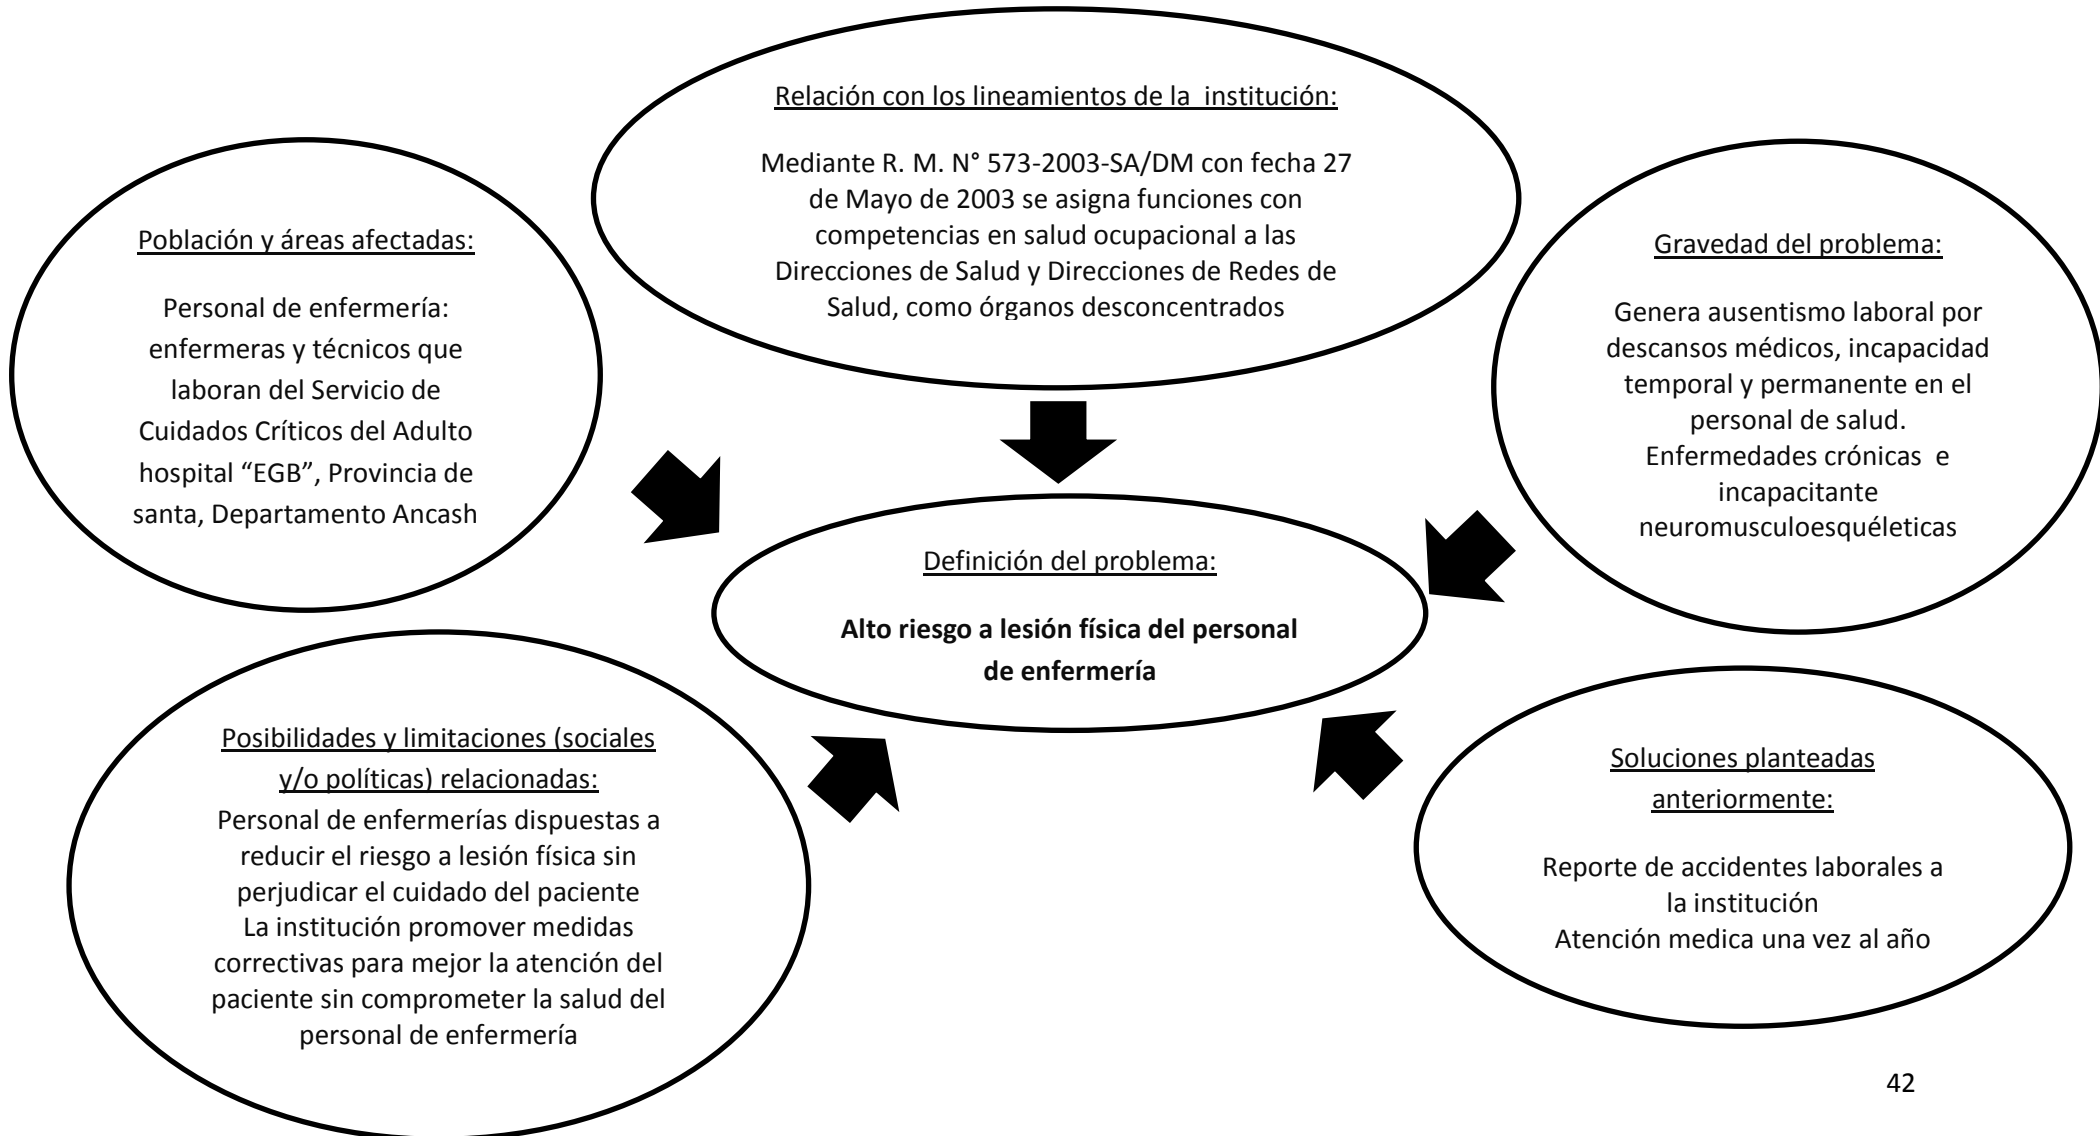 Relación con los lineamientos de la  institución:
Mediante R. M. N° 573-2003-SA/DM con fecha 27
de Mayo de 2003 se asigna funciones con
competencias en salud ocupacional a las
Direcciones de Salud y Direcciones de Redes de
Salud, como órganos desconcentrados
Población y áreas afectadas:
Personal de enfermería:
enfermeras y técnicos que
laboran del Servicio de
Cuidados Críticos del Adulto
hospital “EGB”, Provincia de
santa, Departamento Ancash
Gravedad del problema:
Genera ausentismo laboral por
descansos médicos, incapacidad
temporal y permanente en el
personal de salud.
Enfermedades crónicas  e
incapacitante
neuromusculoesquéleticas
Definición del problema:
Alto riesgo a lesión física del personal
de enfermería
Posibilidades y limitaciones (sociales
y/o políticas) relacionadas:
Personal de enfermerías dispuestas a
reducir el riesgo a lesión física sin
perjudicar el cuidado del paciente
La institución promover medidas
correctivas para mejor la atención del
paciente sin comprometer la salud del
personal de enfermería
Soluciones planteadas
anteriormente:
Reporte de accidentes laborales a
la institución
Atención medica una vez al año
42